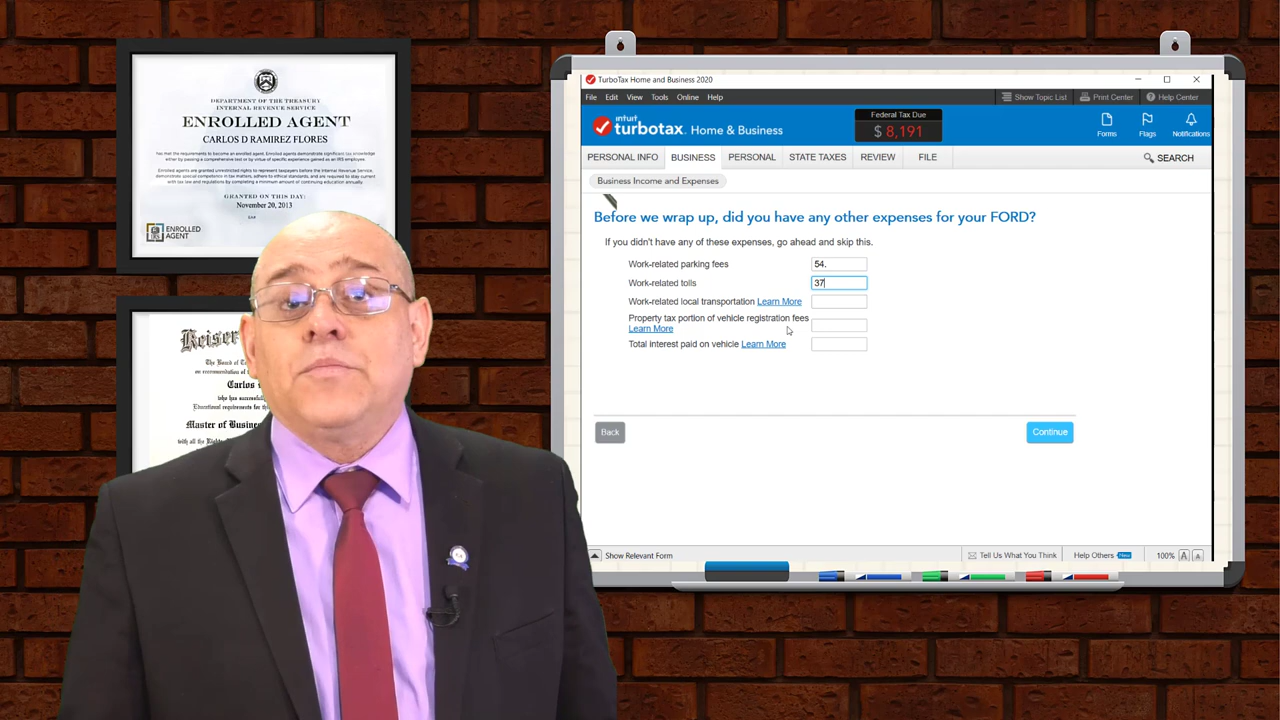 DEPARTMENT OF THE TREASURY
INTERNAL REVENUE SERVICE
ENROLLED AGENT
CARLOS D RAMIREZ FLORES
GRANTED ON THIS DAY:
November 20, 2013
ENROLLED
AGENT
Keiser
Carlos
Master of Busines
TurboTax Home and Business 2020
File Edit View Tools Online Help
Show Topic List Print Center Help Center
intuit
turbotax. Home & Business
Federal Tax Due
$ 8,191
Forms Flags Notifications
PERSONAL INFO BUSINESS PERSONAL STATE TAXES REVIEW FILE SEARCH
Business Income and Expenses
Before we wrap up, did you have any other expenses for your FORD?
If you didn't have any of these expenses, go ahead and skip this.
Work-related parking fees 54.
Work-related tolls 37
Work-related local transportation Learn More
Property tax portion of vehicle registration fees
Learn More
Total interest paid on vehicle Learn More
Back Continue
Show Relevant Form Tell Us What You Think Help Others New 100% A A